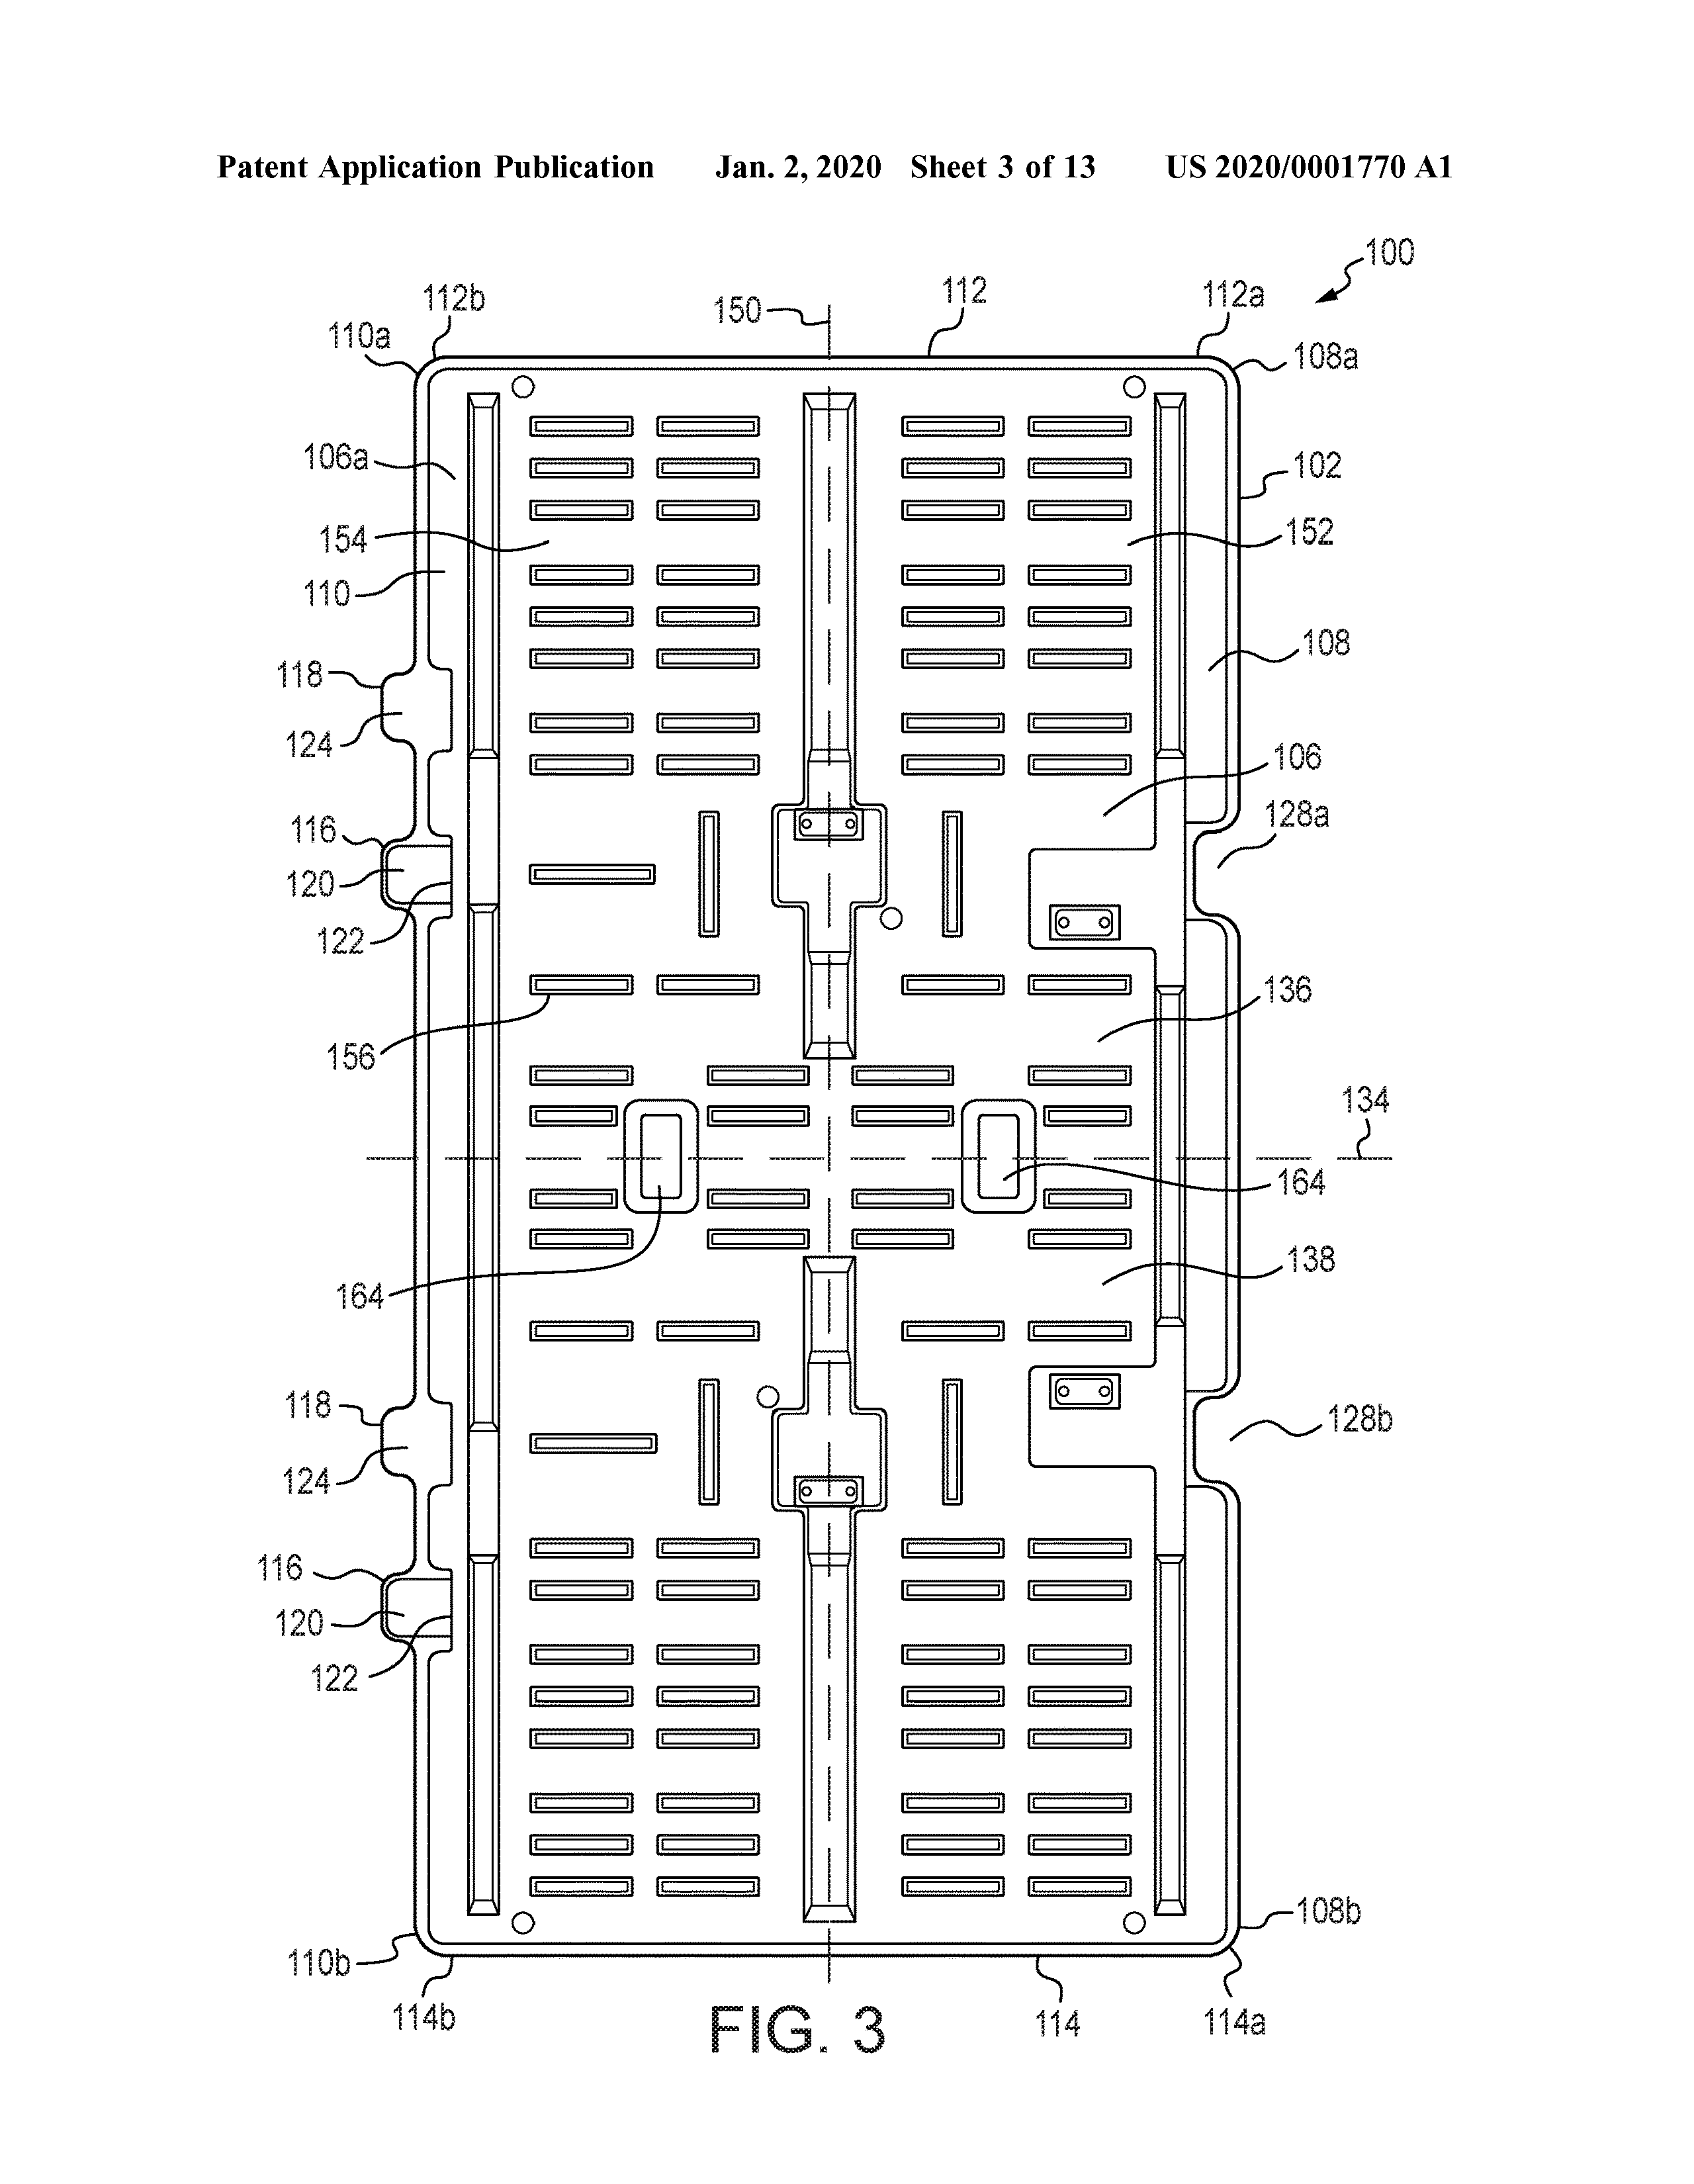 Patent Application Publication Jan. 2, 2020 Sheet 3 of 13 US 2020/0001770 A1
100
112b
150
112
112a
110a
108a
106a
102
154
152
110
108
118
124
106
128a
116
120
122
136
156
134
164
164
138
118
128b
124
116
120
122
108b
110b
114b
114
114a
FIG. 3